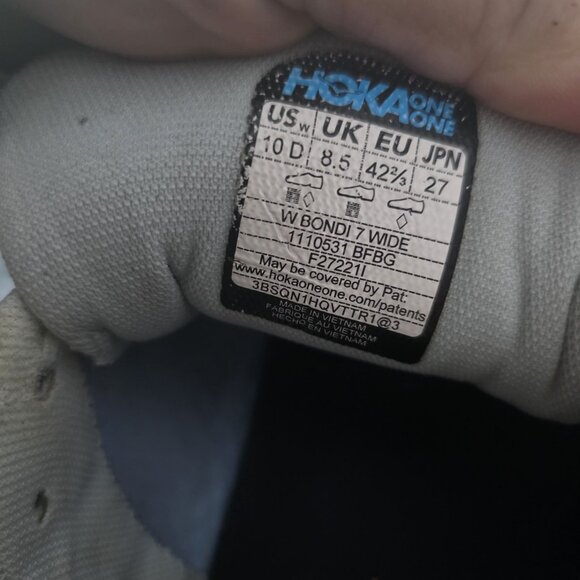 HOKA ONE ONE
USw UK EU JPN
10 D 8.5 42⅔ 27
W BONDI 7 WIDE
1110531 BFBG
F27221I
May be covered by Pat:
www.hokaoneone.com/patents
3BSQN1HQVTTR1@3
MADE IN VIETNAM
FABRIQUE AU VIETNAM
HECHO EN VIETNAM